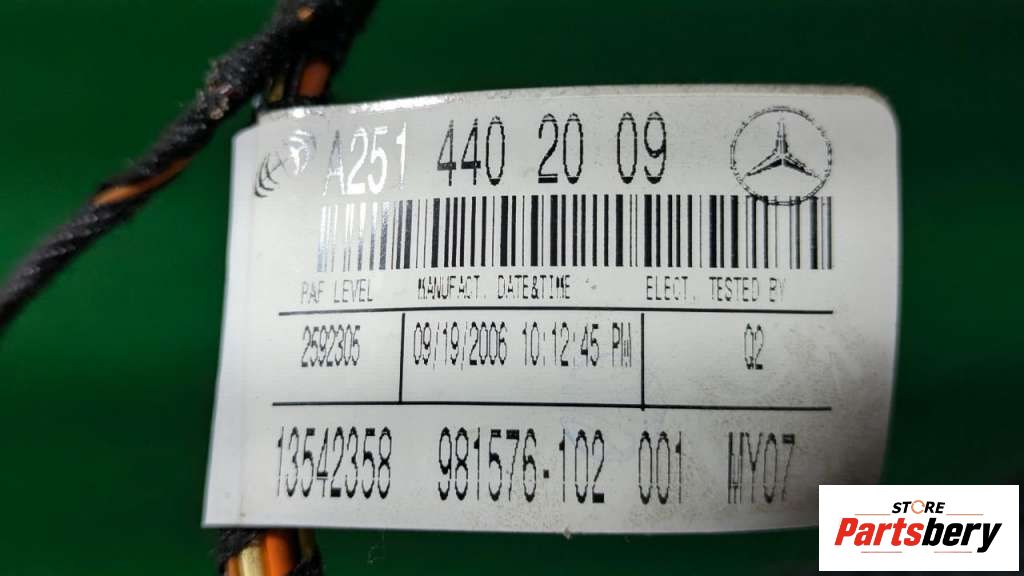 A251 440 20 09
PAF LEVEL MANUFACT. DATE&TIME ELECT. TESTED BY
2592305 09/19/2006 10:12:45 PM Q2
13542358 981576-102 001 MY07
STORE
Partsbery